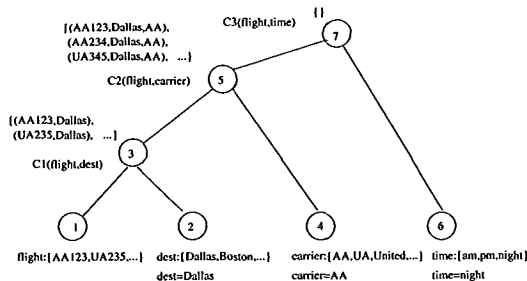 { }
C3(flight,time)
7
{(AA123,Dallas,AA),
(AA234,Dallas,AA),
(UA345,Dallas,AA), ...}
C2(flight,carrier)
5
{(AA123,Dallas),
(UA235,Dallas), ...}
C1(flight,dest)
3
1
2
4
6
flight:{AA123,UA235,...}
dest:{Dallas,Boston,...}
dest=Dallas
carrier:{AA,UA,United,...}
carrier=AA
time:{am,pm,night}
time=night